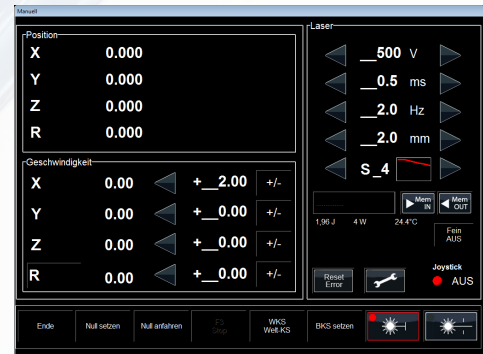 Manuell
Position
X 0.000
Y 0.000
Z 0.000
R 0.000
Geschwindigkeit
X 0.00 +__2.00 +/-
Y 0.00 +__0.00 +/-
Z 0.00 +__0.00 +/-
R 0.00 +__0.00 +/-
Laser
__500 V
__0.5 ms
__2.0 Hz
__2.0 mm
S_4
Mem IN
Mem OUT
1,96 J 4 W 24.4°C
Fein
AUS
Reset
Error
Joystick
AUS
Ende
Null setzen
Null anfahren
F3
Stop
WKS
Welt-KS
BKS setzen